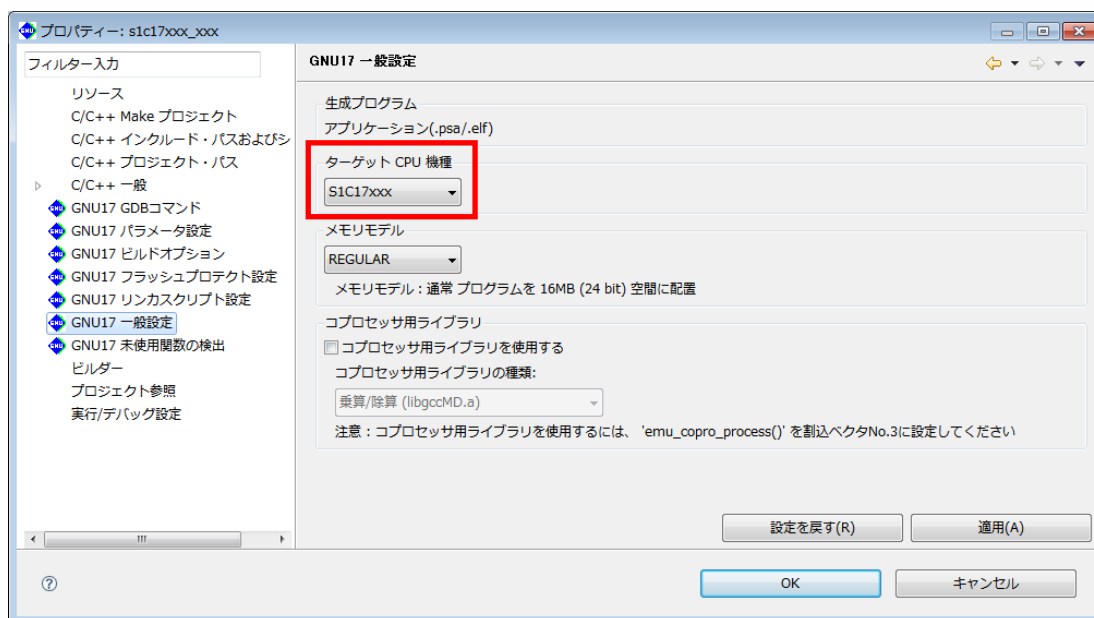 プロパティー: s1c17xxx_xxx
フィルター入力
リソース
C/C++ Make プロジェクト
C/C++ インクルード・パスおよびシ
C/C++ プロジェクト・パス
C/C++ 一般
GNU17 GDBコマンド
GNU17 パラメータ設定
GNU17 ビルドオプション
GNU17 フラッシュプロテクト設定
GNU17 リンカスクリプト設定
GNU17 一般設定
GNU17 未使用関数の検出
ビルダー
プロジェクト参照
実行/デバッグ設定
GNU17 一般設定
生成プログラム
アプリケーション(.psa/.elf)
ターゲット CPU 機種
S1C17xxx
メモリモデル
REGULAR
メモリモデル : 通常 プログラムを 16MB (24 bit) 空間に配置
コプロセッサ用ライブラリ
コプロセッサ用ライブラリを使用する
コプロセッサ用ライブラリの種類:
乗算/除算 (libgccMD.a)
注意 : コプロセッサ用ライブラリを使用するには、 'emu_copro_process()' を割込ベクタNo.3に設定してください
設定を戻す(R)
適用(A)
OK
キャンセル